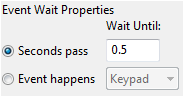 Event Wait Properties
Wait Until:
Seconds pass 0.5
Event happens Keypad